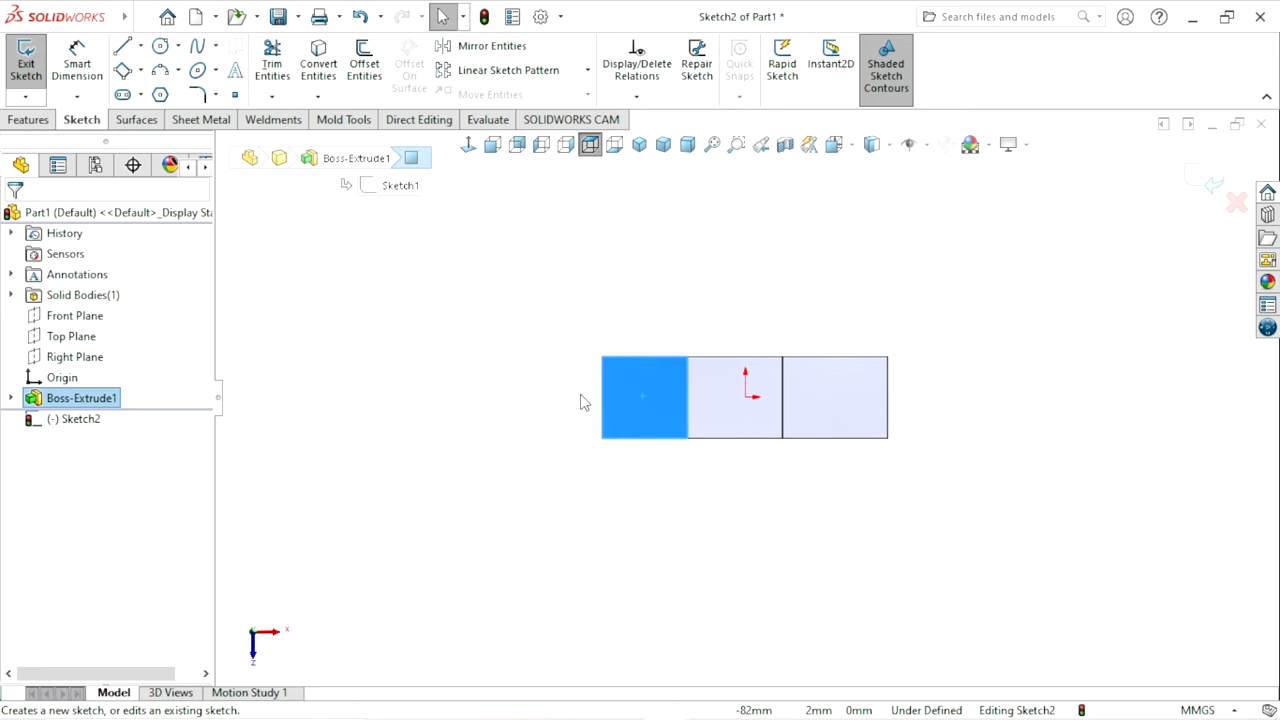 SOLIDWORKS
Sketch2 of Part1 *
Search files and models
Exit Sketch
Smart Dimension
Trim Entities
Convert Entities
Offset Entities
Offset On Surface
Mirror Entities
Linear Sketch Pattern
Move Entities
Display/Delete Relations
Repair Sketch
Quick Snaps
Rapid Sketch
Instant2D
Shaded Sketch Contours
Features
Sketch
Surfaces
Sheet Metal
Weldments
Mold Tools
Direct Editing
Evaluate
SOLIDWORKS CAM
Boss-Extrude1
Sketch1
Part1 (Default) <<Default>_Display Sta
History
Sensors
Annotations
Solid Bodies(1)
Front Plane
Top Plane
Right Plane
Origin
Boss-Extrude1
(-) Sketch2
X
Z
Model
3D Views
Motion Study 1
Creates a new sketch, or edits an existing sketch.
-82mm
2mm
0mm
Under Defined
Editing Sketch2
MMGS